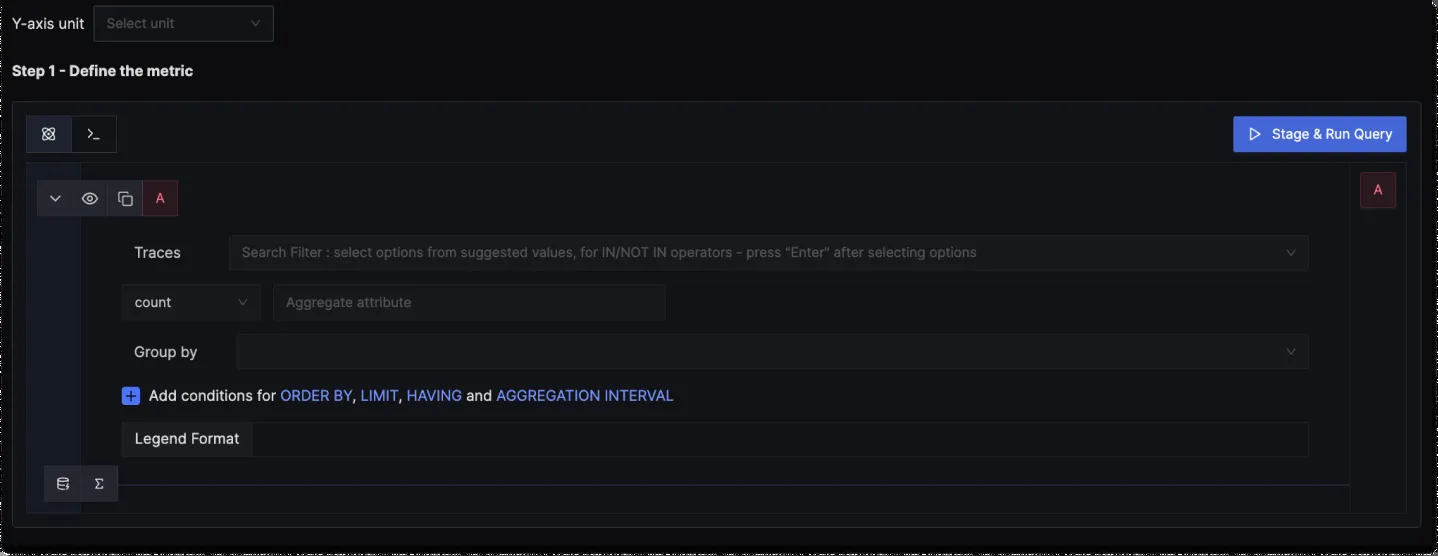 Y-axis unit Select unit
Step 1 - Define the metric
Stage & Run Query
A
A
Traces Search Filter : select options from suggested values, for IN/NOT IN operators - press "Enter" after selecting options
count Aggregate attribute
Group by
Add conditions for ORDER BY, LIMIT, HAVING and AGGREGATION INTERVAL
Legend Format
Σ